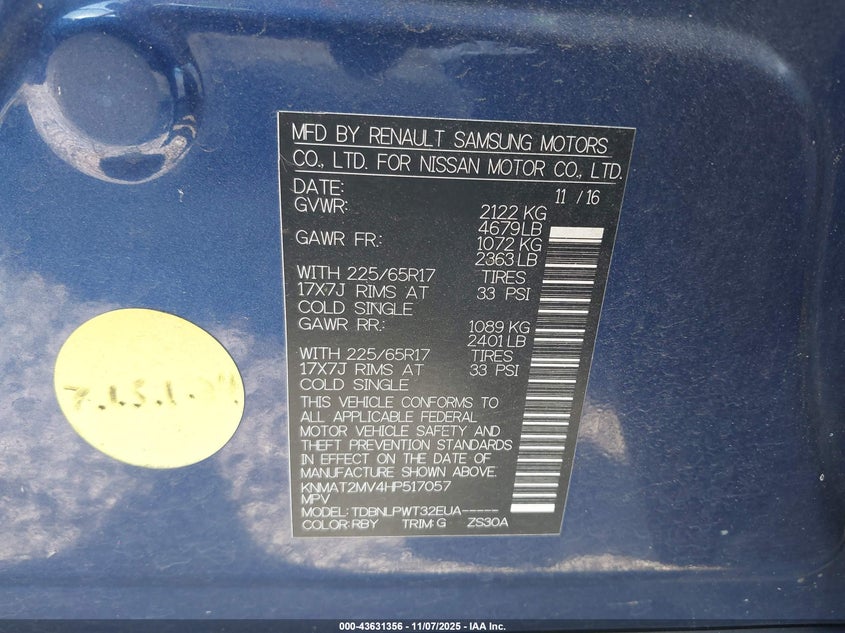 MFD BY RENAULT SAMSUNG MOTORS
CO., LTD. FOR NISSAN MOTOR CO., LTD.
DATE: 11 / 16
GVWR: 2122 KG
4679 LB
GAWR FR: 1072 KG
2363 LB
WITH 225/65R17 TIRES
17X7J RIMS AT 33 PSI
COLD SINGLE
GAWR RR: 1089 KG
2401 LB
WITH 225/65R17 TIRES
17X7J RIMS AT 33 PSI
COLD SINGLE
THIS VEHICLE CONFORMS TO
ALL APPLICABLE FEDERAL
MOTOR VEHICLE SAFETY AND
THEFT PREVENTION STANDARDS
IN EFFECT ON THE DATE OF
MANUFACTURE SHOWN ABOVE.
KNMAT2MV4HP517057
MPV
MODEL: TDBNLPWT32EUA-----
COLOR: RBY TRIM: G ZS30A
000-43631356 - 11/07/2025 - IAA Inc.